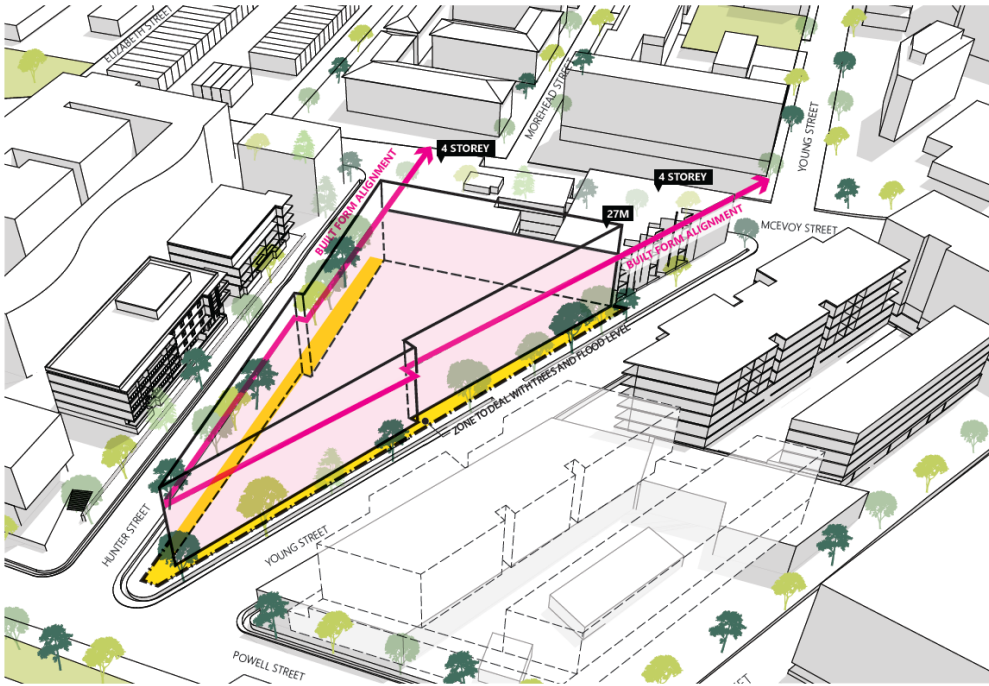 ELIZABETH STREET
MOREHEAD STREET
YOUNG STREET
4 STOREY
BUILT FORM ALIGNMENT
4 STOREY
27M
BUILT FORM ALIGNMENT
MCEVOY STREET
ZONE TO DEAL WITH TREES AND FLOOD LEVEL
HUNTER STREET
YOUNG STREET
POWELL STREET